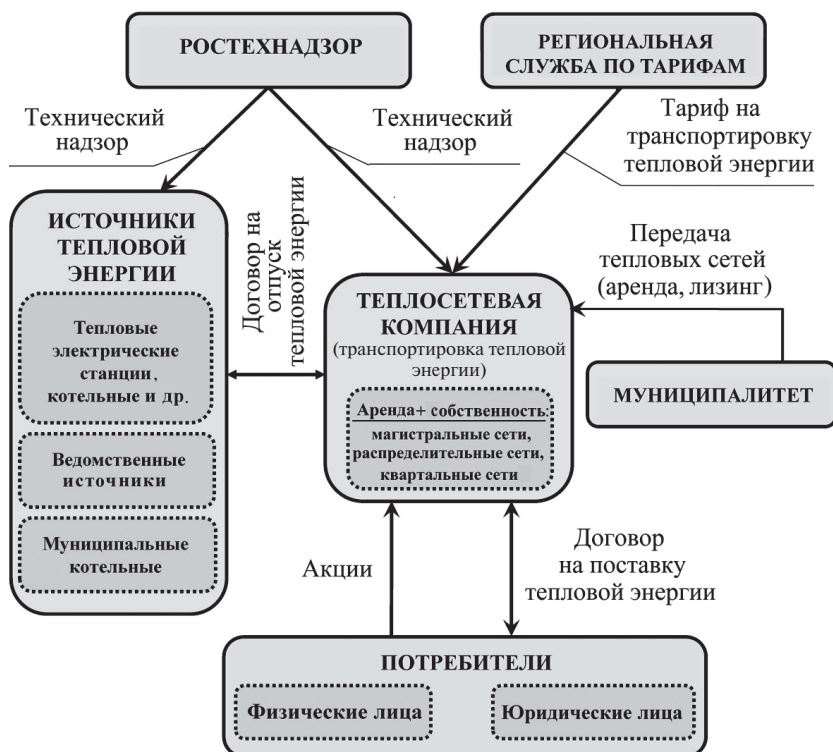 РОСТЕХНАДЗОР
РЕГИОНАЛЬНАЯ
СЛУЖБА ПО ТАРИФАМ
Технический
надзор
Технический
надзор
Тариф на
транспортировку
тепловой энергии
ИСТОЧНИКИ
ТЕПЛОВОЙ
ЭНЕРГИИ
Тепловые
электрические
станции,
котельные и др.
Ведомственные
источники
Муниципальные
котельные
Договор на
отпуск
тепловой энергии
ТЕПЛОСЕТЕВАЯ
КОМПАНИЯ
(транспортировка тепловой
энергии)
Аренда+ собственность:
магистральные сети,
распределительные сети,
квартальные сети
Передача
тепловых сетей
(аренда, лизинг)
МУНИЦИПАЛИТЕТ
Акции
Договор
на поставку
тепловой энергии
ПОТРЕБИТЕЛИ
Физические лица
Юридические лица